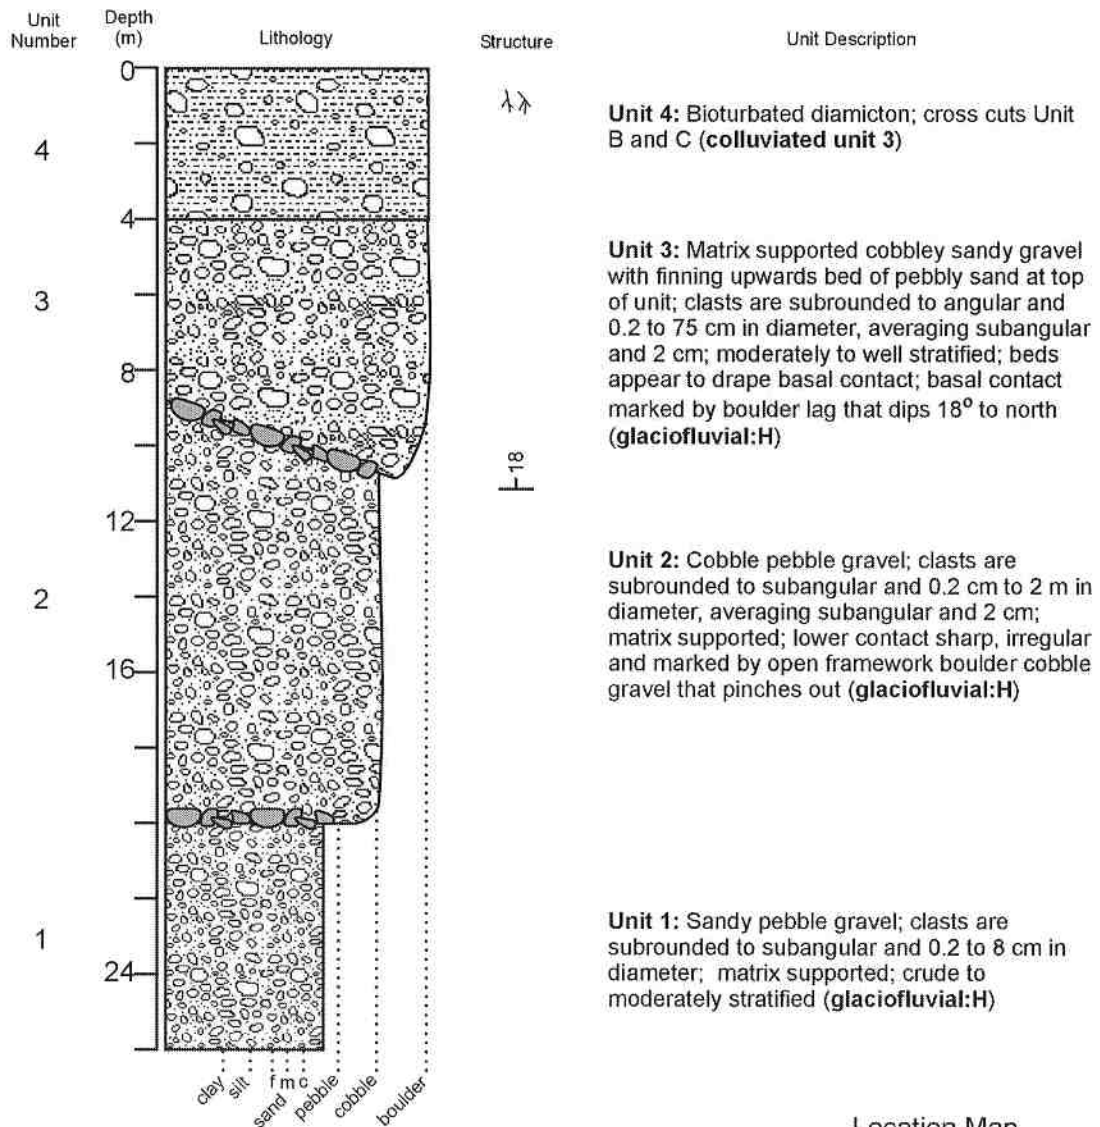 Unit Number
Depth (m)
Lithology
Structure
Unit Description
0
4
8
12
16
24
4
3
2
1
18
Unit 4: Bioturbated diamicton; cross cuts Unit
B and C (colluviated unit 3)
Unit 3: Matrix supported cobbley sandy gravel
with finning upwards bed of pebbly sand at top
of unit; clasts are subrounded to angular and
0.2 to 75 cm in diameter, averaging subangular
and 2 cm; moderately to well stratified; beds
appear to drape basal contact; basal contact
marked by boulder lag that dips 18o to north
(glaciofluvial:H)
Unit 2: Cobble pebble gravel; clasts are
subrounded to subangular and 0.2 cm to 2 m in
diameter, averaging subangular and 2 cm;
matrix supported; lower contact sharp, irregular
and marked by open framework boulder cobble
gravel that pinches out (glaciofluvial:H)
Unit 1: Sandy pebble gravel; clasts are
subrounded to subangular and 0.2 to 8 cm in
diameter; matrix supported; crude to
moderately stratified (glaciofluvial:H)
clay
silt
f m c
sand
pebble
cobble
boulder
Location Map